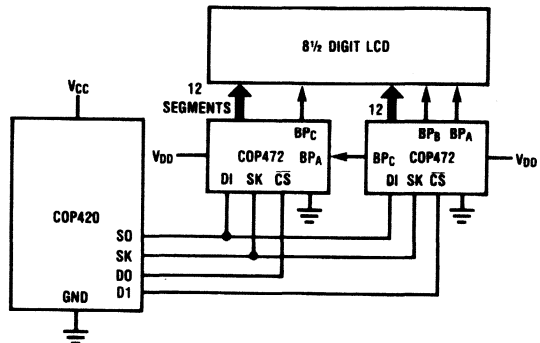 8½ DIGIT LCD
12
SEGMENTS
12
VCC
BPC
BPB
BPA
VDD
COP472
BPA
BPC
COP472
VDD
DI
SK
CS
DI
SK
CS
COP420
SO
SK
DO
D1
GND